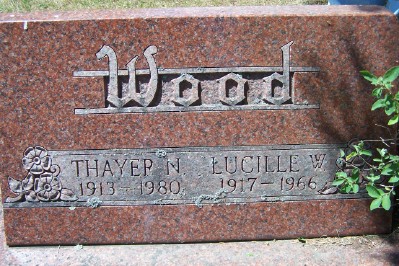 Wood
THAYER N. LUCILLE W.
1913-1980 1917-1966